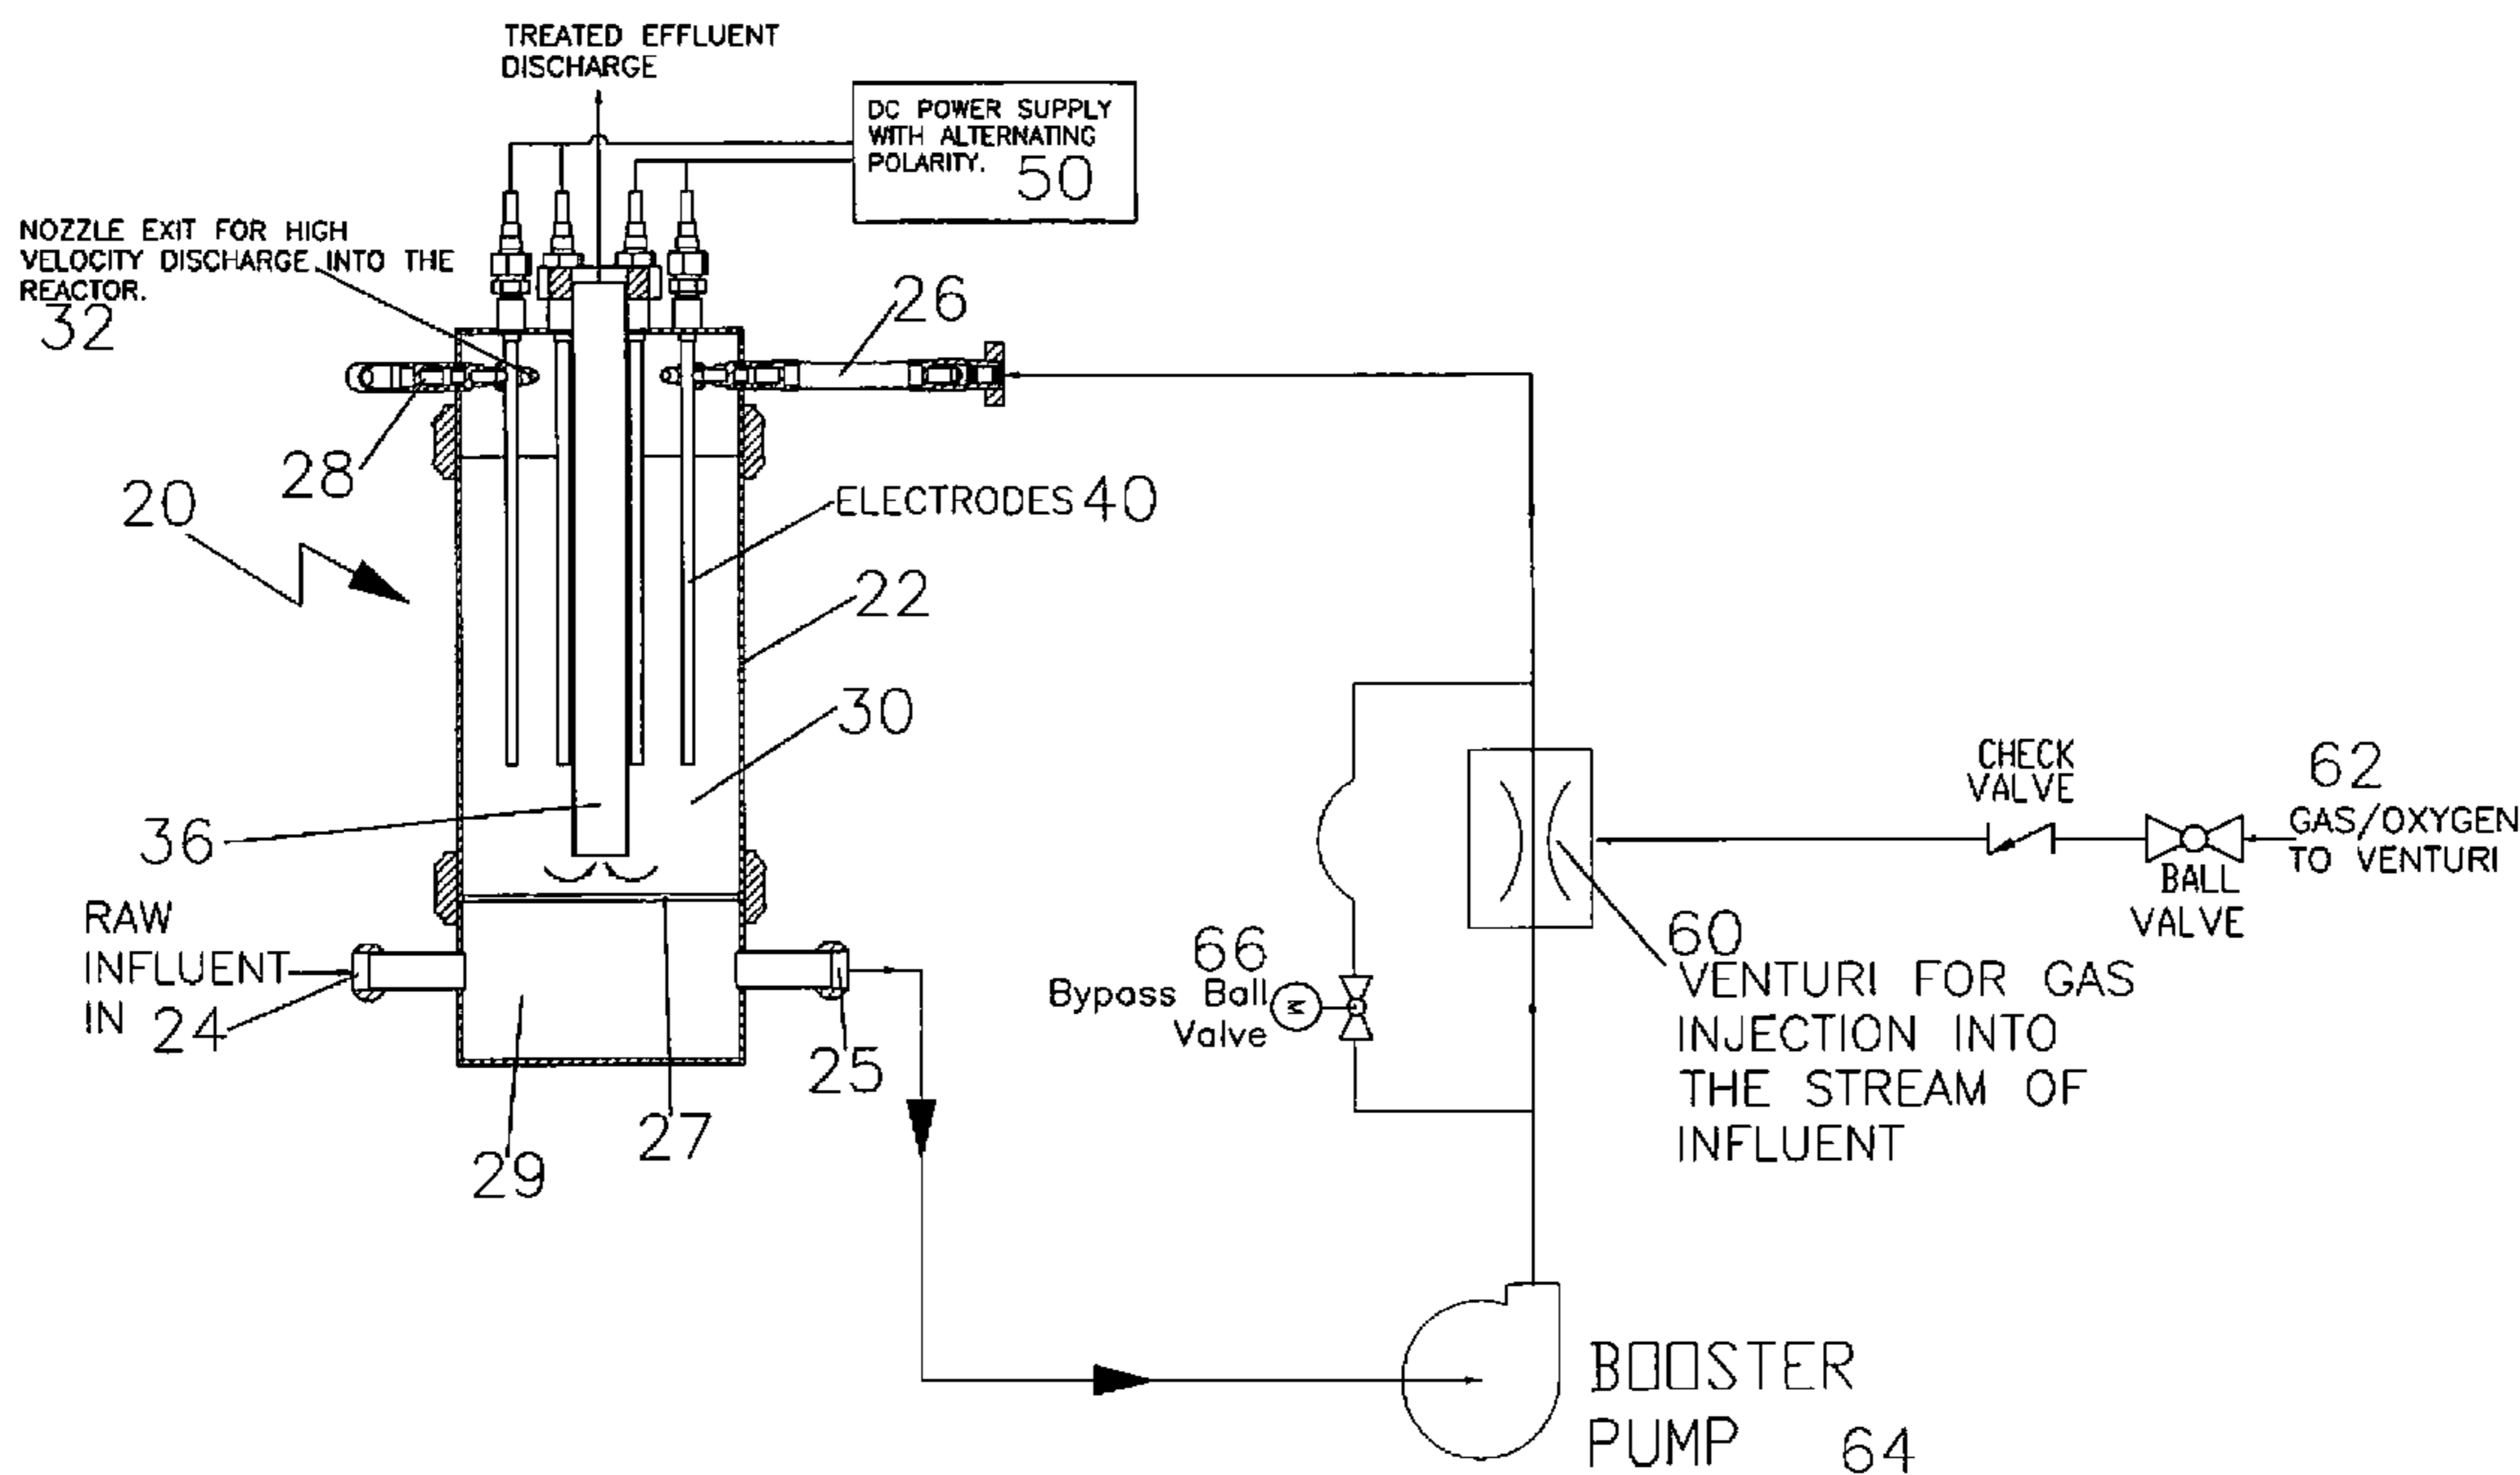 TREATED EFFLUENT
DISCHARGE
DC POWER SUPPLY
WITH ALTERNATING
POLARITY.
50
NOZZLE EXIT FOR HIGH
VELOCITY DISCHARGE INTO THE
REACTOR.
32
26
28
20
ELECTRODES 40
22
30
36
CHECK
VALVE
62
GAS/OXYGEN
TO VENTURI
BALL
VALVE
RAW
INFLUENT
IN 24
66
Bypass Ball
Valve
M
60
VENTURI FOR GAS
INJECTION INTO
THE STREAM OF
INFLUENT
25
27
29
BOOSTER
PUMP 64